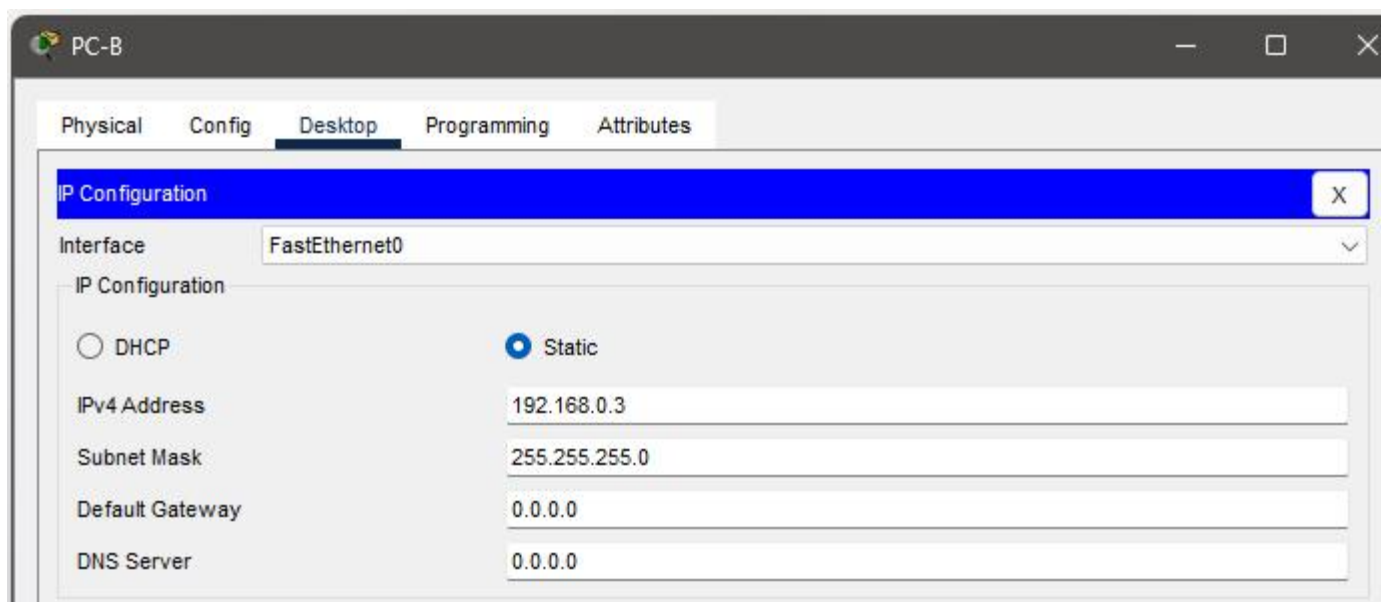 PC-B
Physical Config Desktop Programming Attributes
IP Configuration X
Interface FastEthernet0
IP Configuration
DHCP Static
IPv4 Address 192.168.0.3
Subnet Mask 255.255.255.0
Default Gateway 0.0.0.0
DNS Server 0.0.0.0